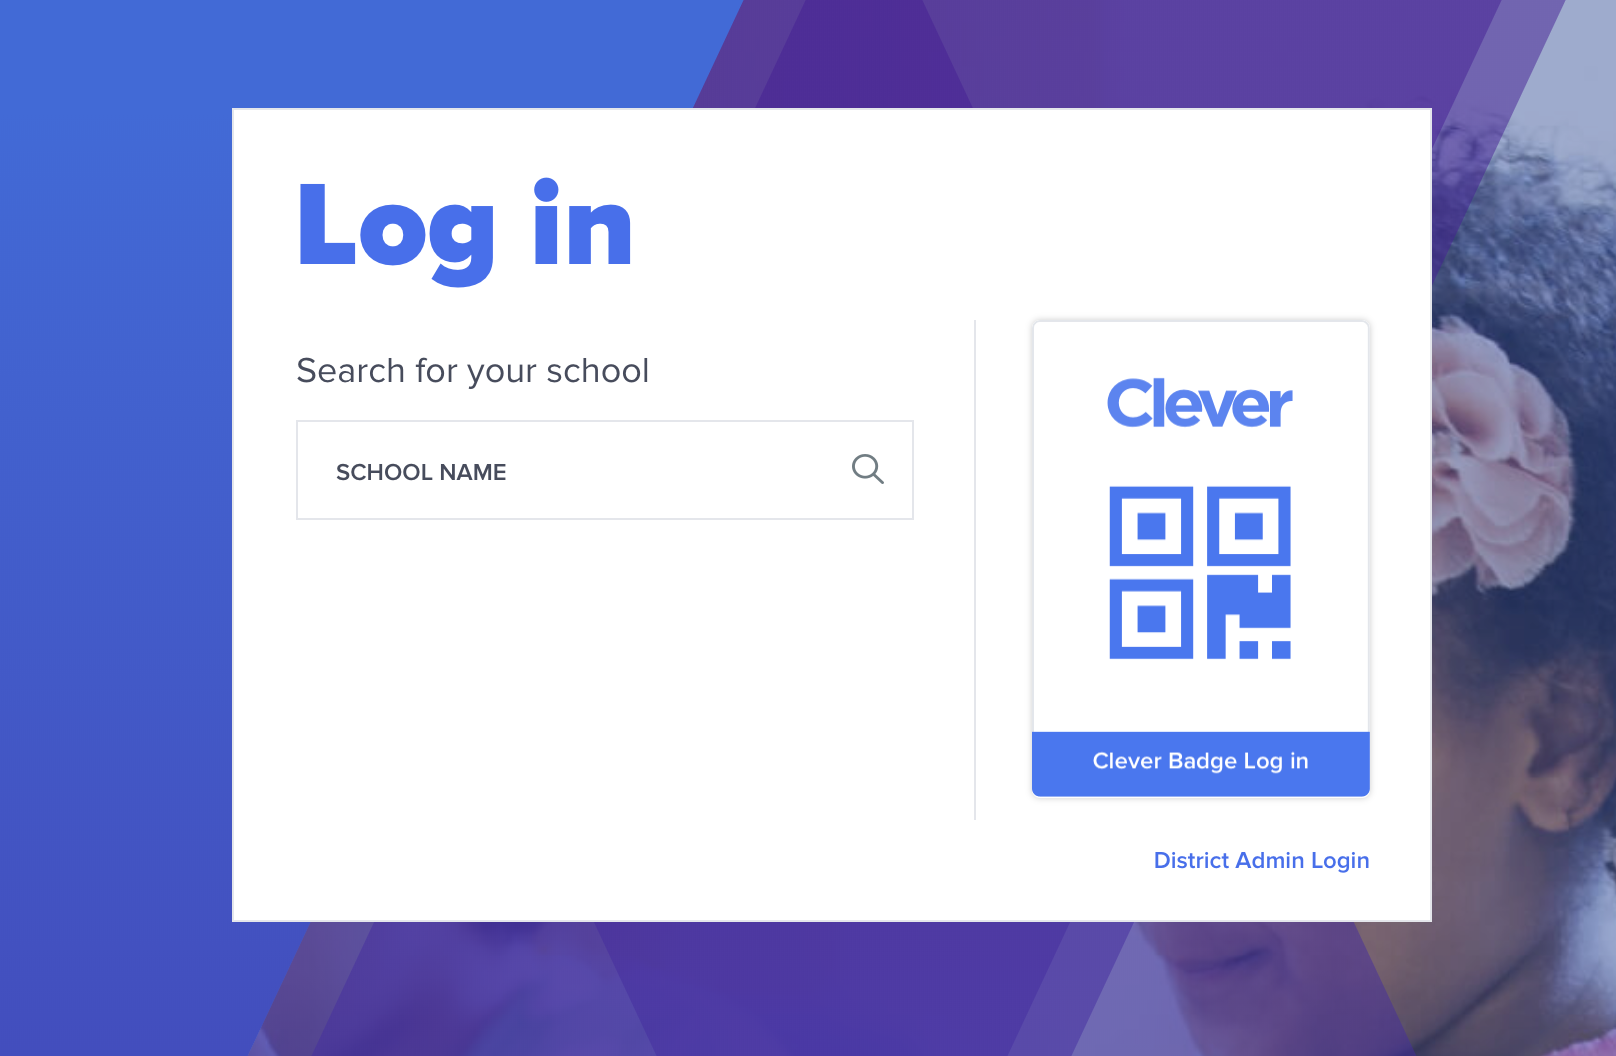 Log in
Search for your school
SCHOOL NAME
Clever
Clever Badge Log in
District Admin Login